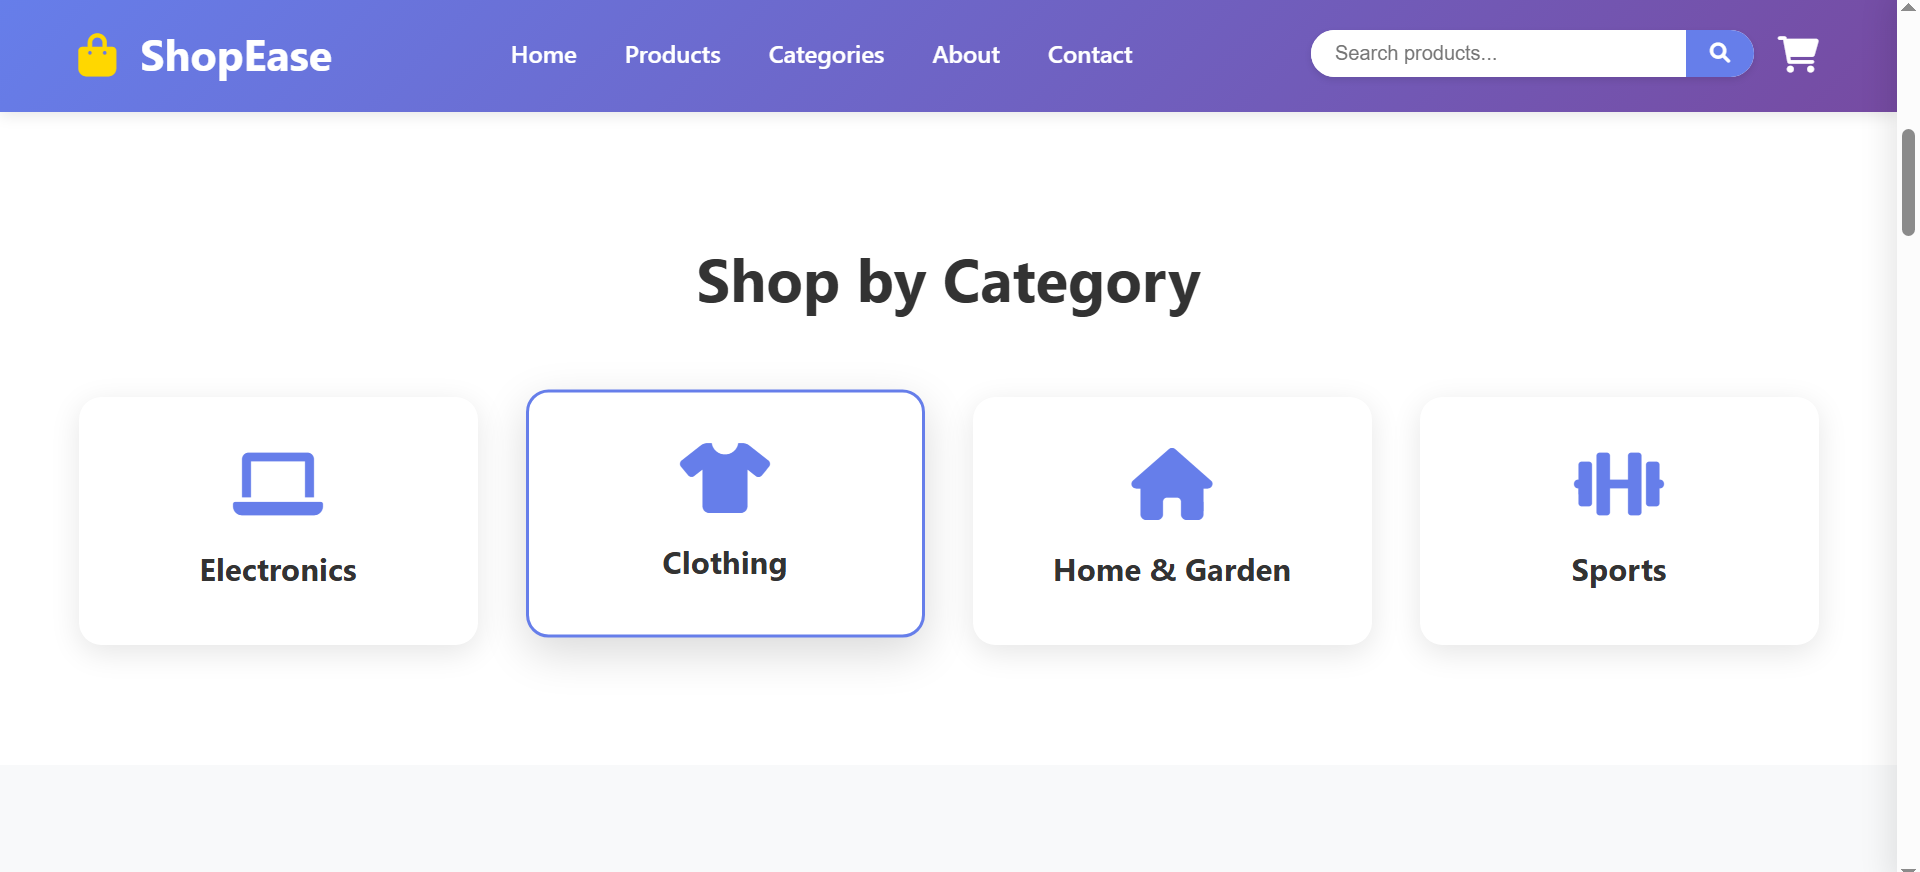 ShopEase
Home Products Categories About Contact
Search products...
Shop by Category
Electronics
Clothing
Home & Garden
Sports